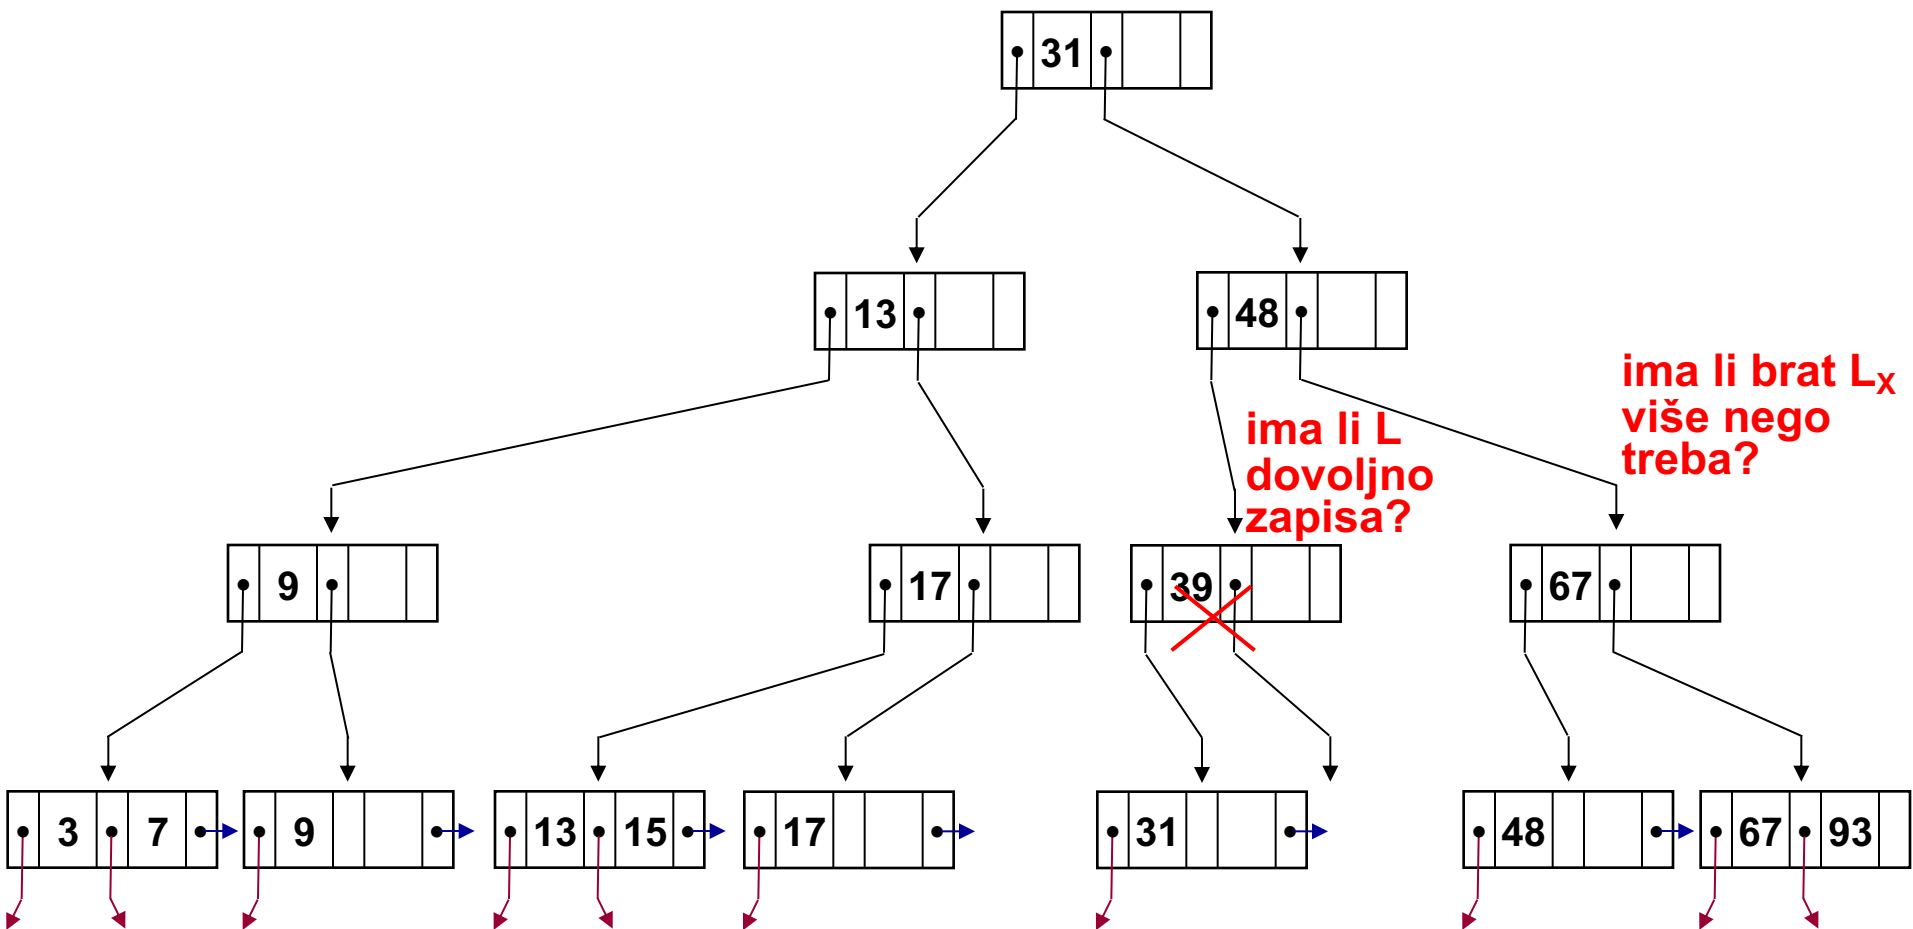 31
13
48
ima li brat Lx
više nego
treba?
ima li L
dovoljno
zapisa?
9
17
39
67
3 7
9
13 15
17
31
48
67 93